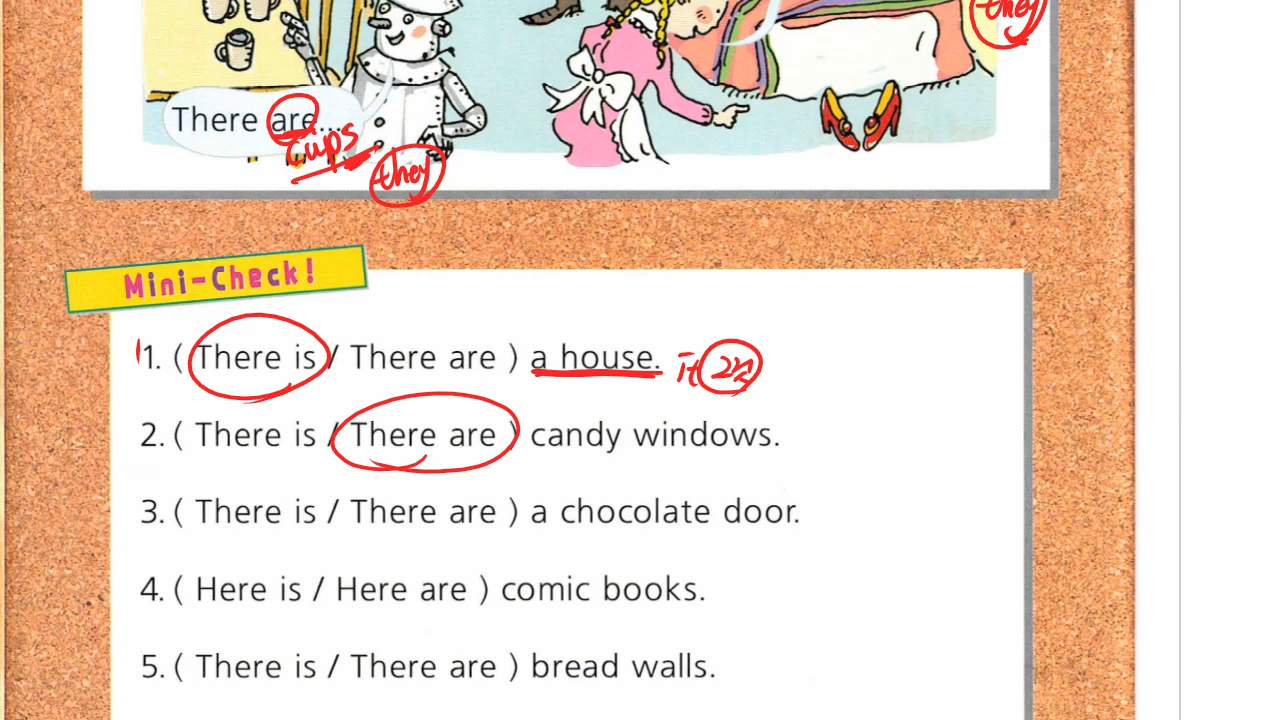 they
There are...
cups
they
Mini-Check!
1. ( There is / There are ) a house. it
2. ( There is / There are ) candy windows.
3. ( There is / There are ) a chocolate door.
4. ( Here is / Here are ) comic books.
5. ( There is / There are ) bread walls.